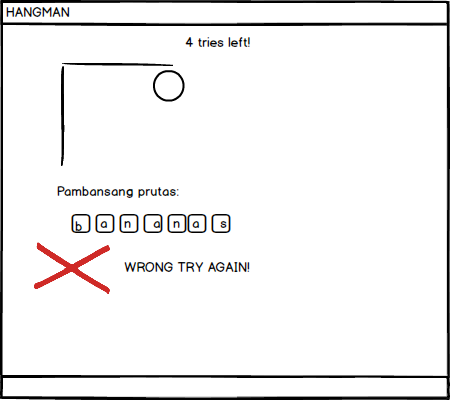 HANGMAN
4 tries left!
Pambansang prutas:
b a n a n a s
WRONG TRY AGAIN!